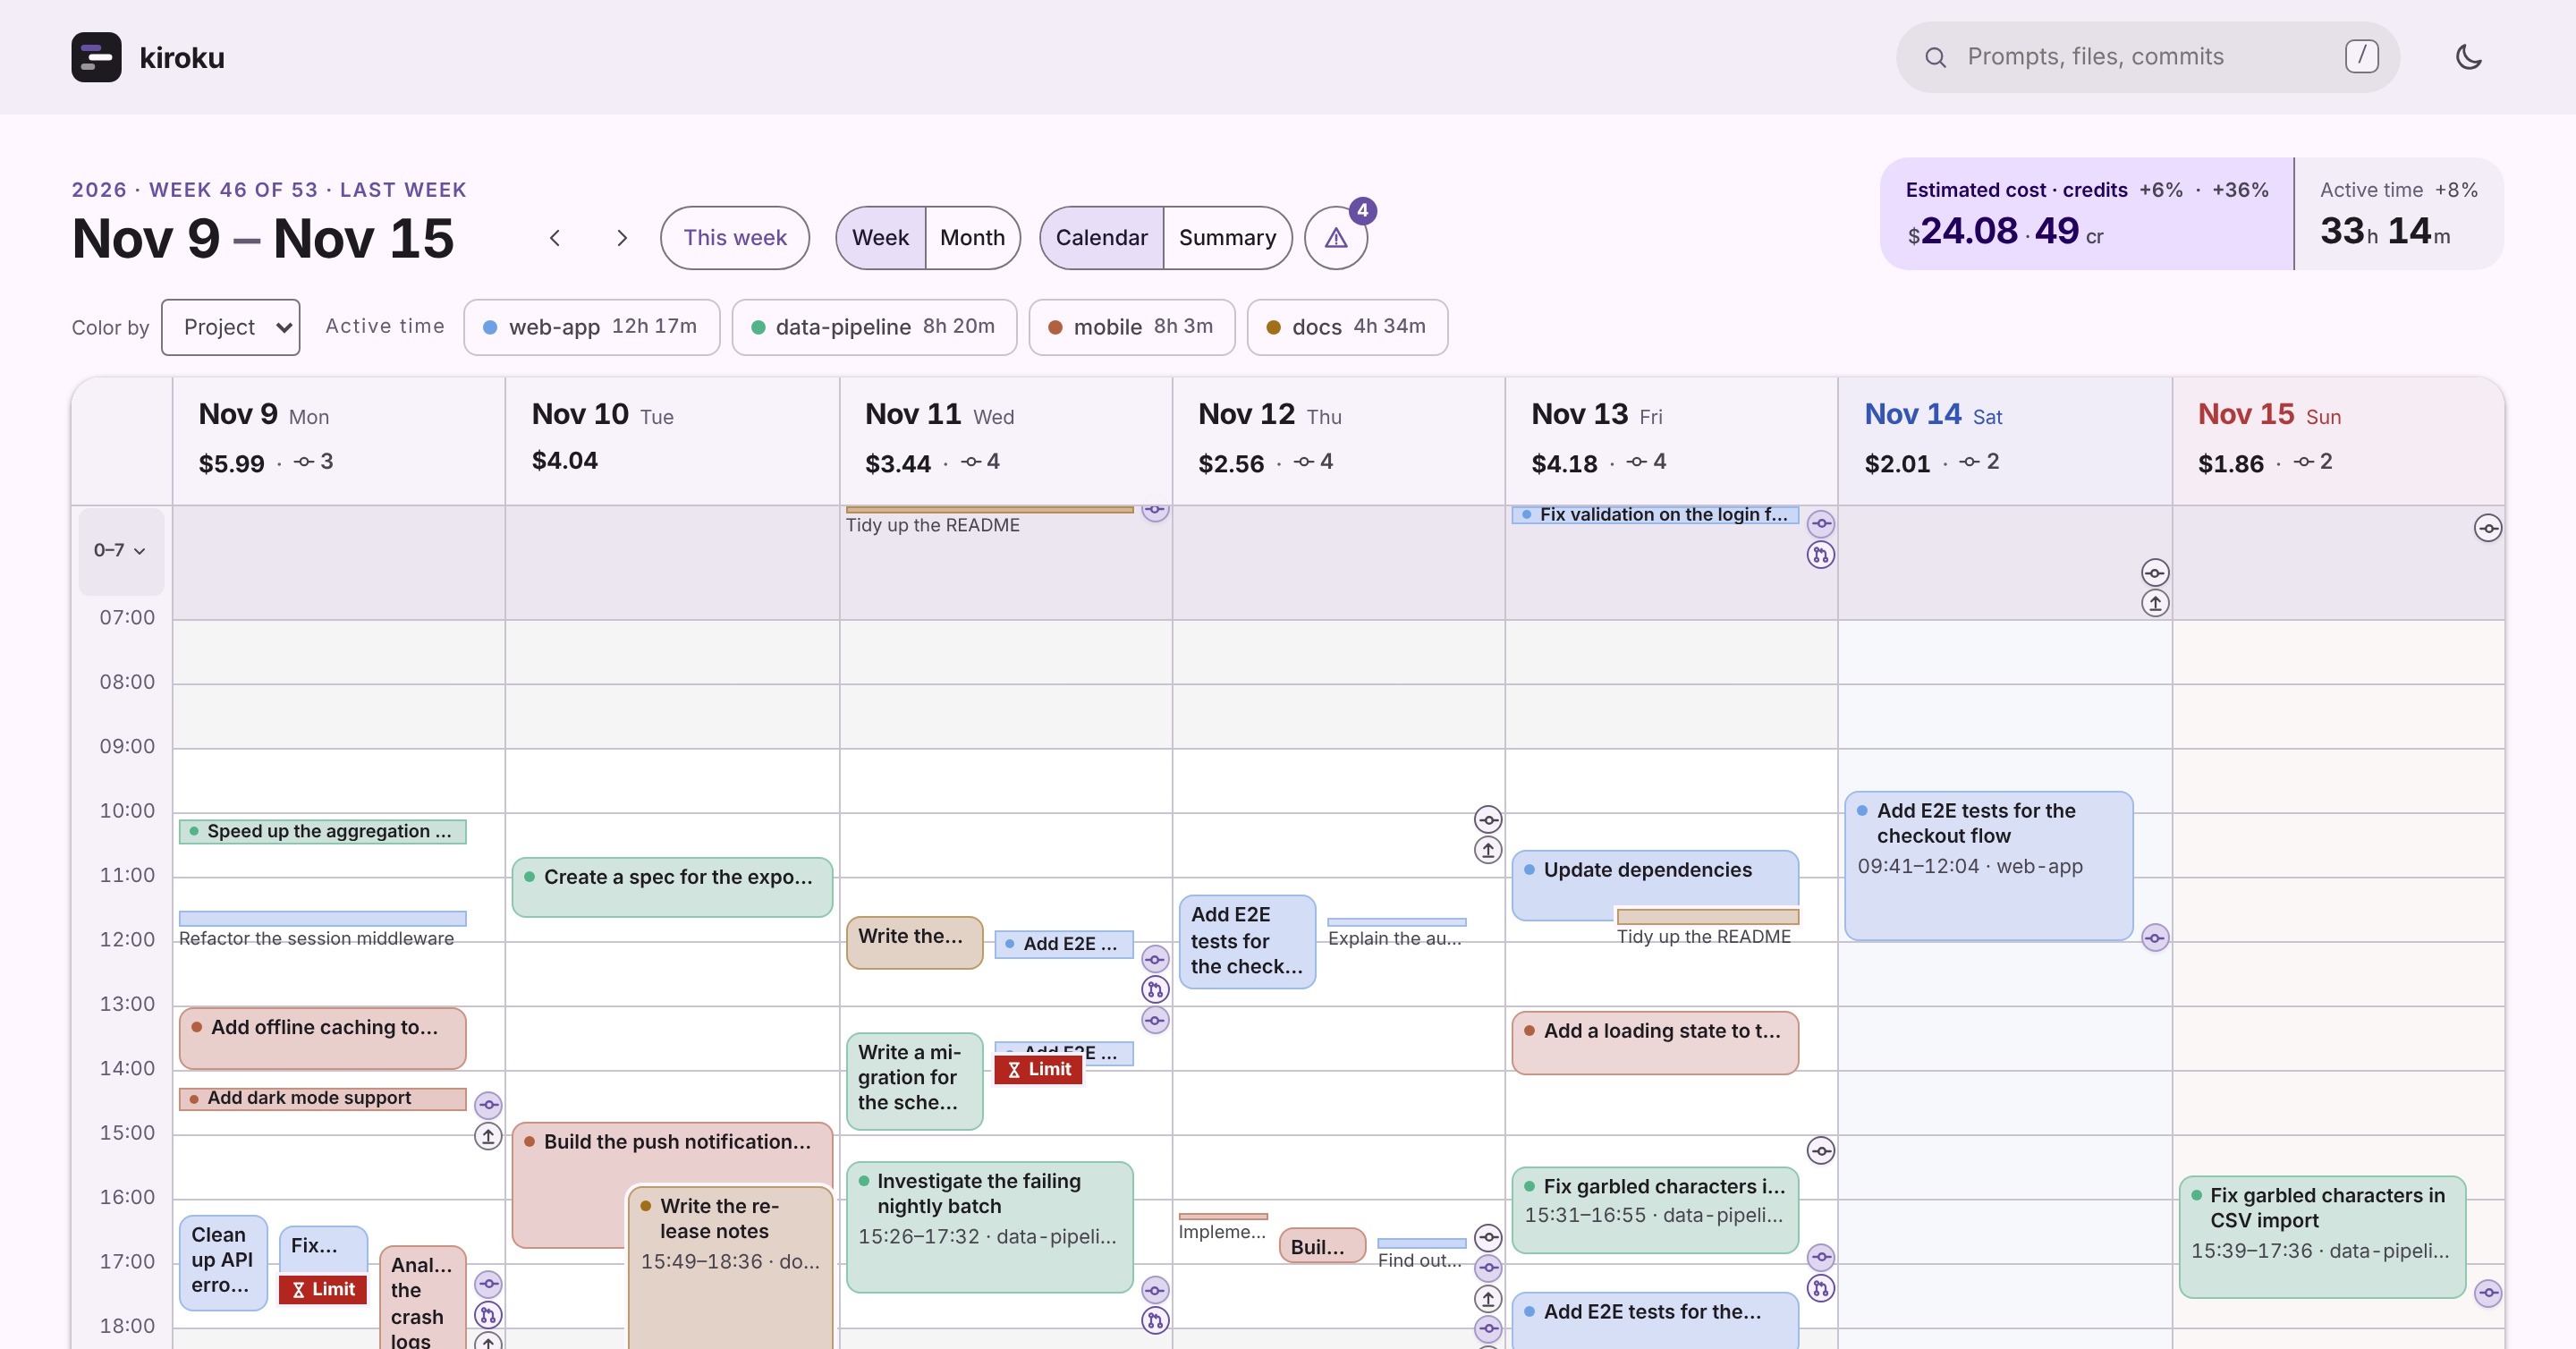 kiroku
Prompts, files, commits
/
2026 · WEEK 46 OF 53 · LAST WEEK
Nov 9 – Nov 15
This week
Week
Month
Calendar
Summary
4
Estimated cost · credits +6% · +36%
$24.08 · 49 cr
Active time +8%
33h 14m
Color by
Project
Active time
web-app 12h 17m
data-pipeline 8h 20m
mobile 8h 3m
docs 4h 34m
Nov 9 Mon
$5.99 · 3
Nov 10 Tue
$4.04
Nov 11 Wed
$3.44 · 4
Nov 12 Thu
$2.56 · 4
Nov 13 Fri
$4.18 · 4
Nov 14 Sat
$2.01 · 2
Nov 15 Sun
$1.86 · 2
0–7
07:00
08:00
09:00
10:00
11:00
12:00
13:00
14:00
15:00
16:00
17:00
18:00
Speed up the aggregation ...
Refactor the session middleware
Add offline caching to...
Add dark mode support
Clean
up API
erro...
Fix...
Limit
Anal...
the
crash
logs
Create a spec for the expo...
Build the push notification...
Write the re-
lease notes
15:49–18:36 · do...
Tidy up the README
Write the...
Add E2E ...
Write a mi-
gration for
the sche...
Add E2E ...
Limit
Investigate the failing
nightly batch
15:26–17:32 · data-pipeli...
Add E2E
tests for
the check...
Explain the au...
Impleme...
Buil...
Find out...
Fix validation on the login f...
Update dependencies
Tidy up the README
Add a loading state to t...
Fix garbled characters i...
15:31–16:55 · data-pipeli...
Add E2E tests for the...
Add E2E tests for the
checkout flow
09:41–12:04 · web-app
Fix garbled characters in
CSV import
15:39–17:36 · data-pipeli...